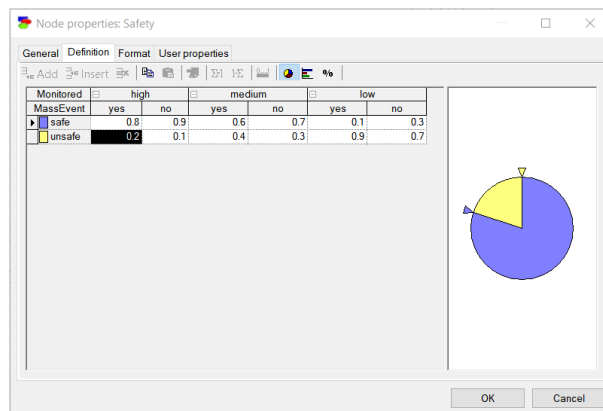 Node properties: Safety
General Definition Format User properties
Add Insert Σ=1 1-Σ %
Monitored high medium low
MassEvent yes no yes no yes no
safe 0.8 0.9 0.6 0.7 0.1 0.3
unsafe 0.2 0.1 0.4 0.3 0.9 0.7
OK Cancel